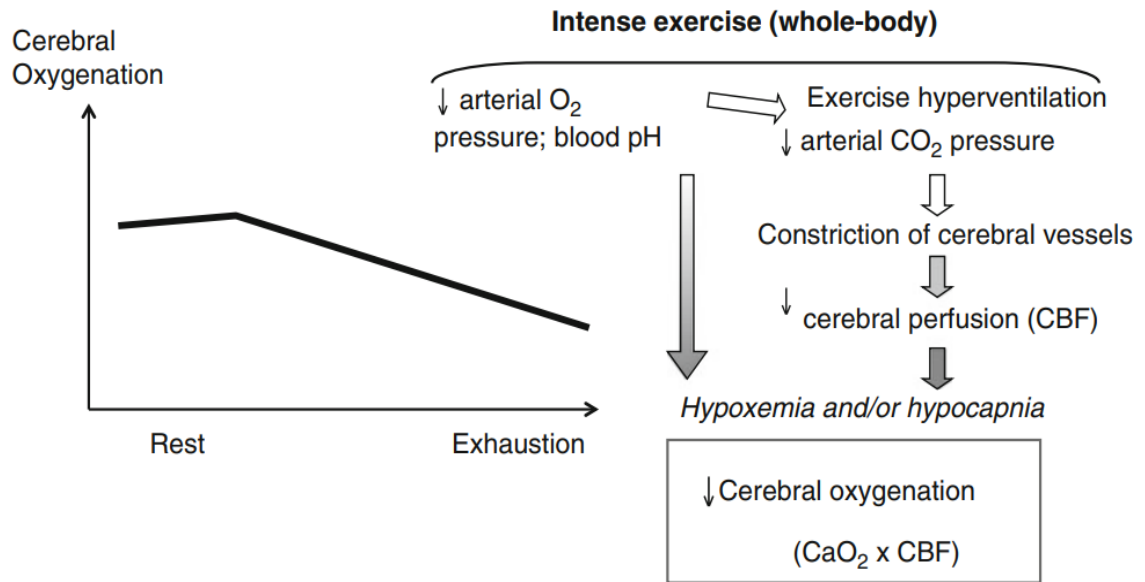 Cerebral
Oxygenation
Rest
Exhaustion
Intense exercise (whole-body)
↓ arterial O₂
pressure; blood pH
Exercise hyperventilation
↓ arterial CO₂ pressure
Constriction of cerebral vessels
↓ cerebral perfusion (CBF)
Hypoxemia and/or hypocapnia
↓ Cerebral oxygenation
(CaO₂ x CBF)